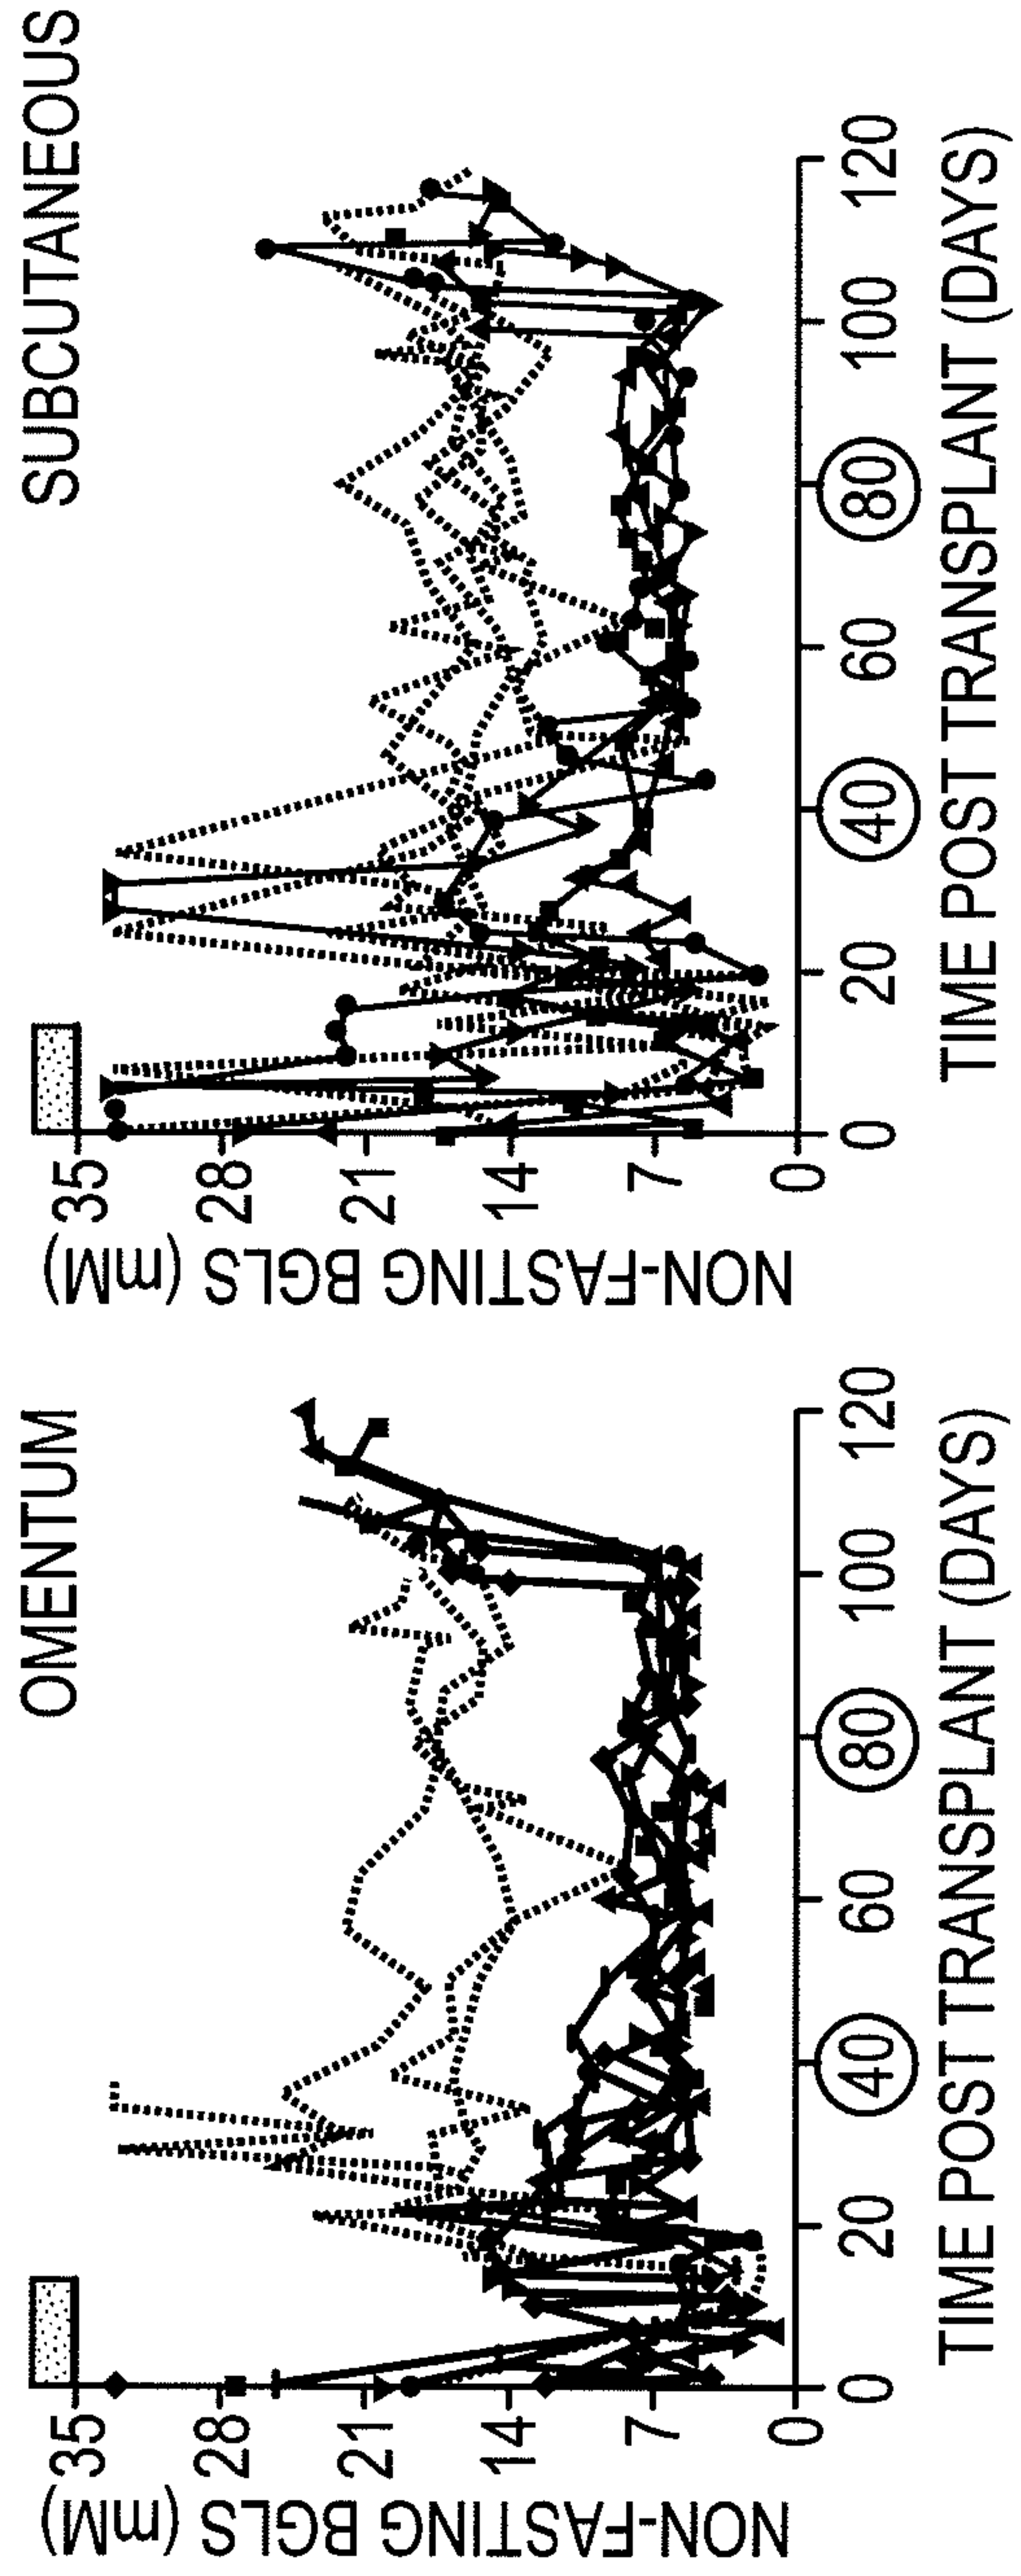 OMENTUM
NON-FASTING BGLS (mM)
35
28
21
14
7
0
0 20 40 60 80 100 120
TIME POST TRANSPLANT (DAYS)
SUBCUTANEOUS
NON-FASTING BGLS (mM)
35
28
21
14
7
0
0 20 40 60 80 100 120
TIME POST TRANSPLANT (DAYS)